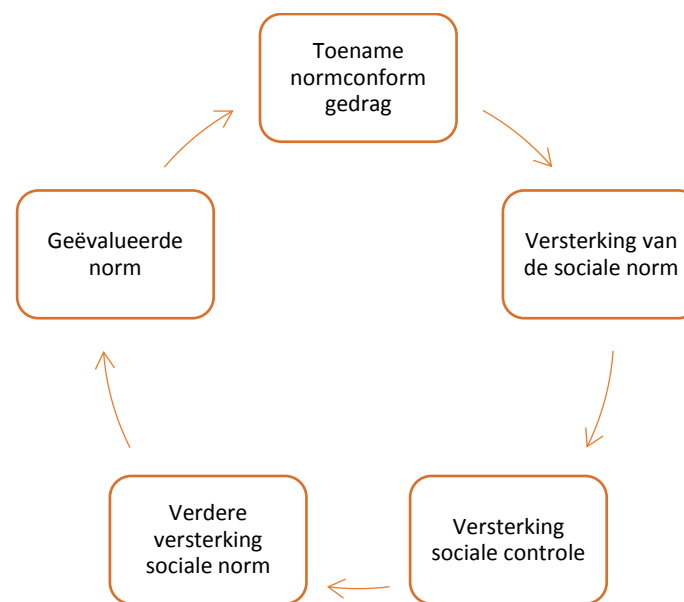 Toename
normconform
gedrag
Versterking van
de sociale norm
Versterking
sociale controle
Verdere
versterking
sociale norm
Geëvalueerde
norm